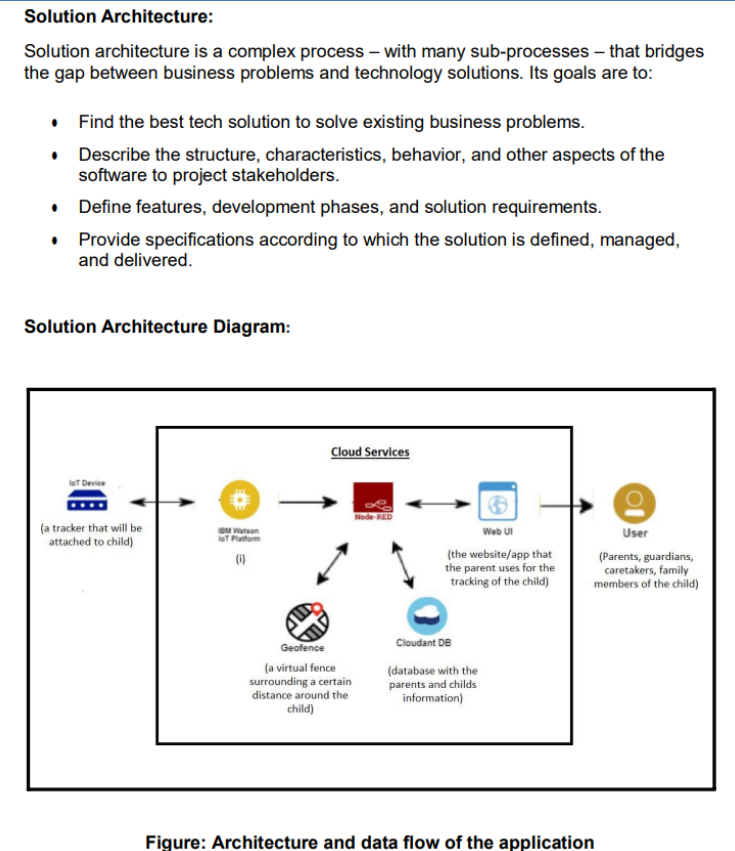 Solution Architecture:
Solution architecture is a complex process – with many sub-processes – that bridges
the gap between business problems and technology solutions. Its goals are to:
• Find the best tech solution to solve existing business problems.
• Describe the structure, characteristics, behavior, and other aspects of the
software to project stakeholders.
• Define features, development phases, and solution requirements.
• Provide specifications according to which the solution is defined, managed,
and delivered.
Solution Architecture Diagram:
Cloud Services
IoT Device
(a tracker that will be
attached to child)
IBM Watson
IoT Platform
(i)
Node-RED
Web UI
(the website/app that
the parent uses for the
tracking of the child)
User
(Parents, guardians,
caretakers, family
members of the child)
Geofence
(a virtual fence
surrounding a certain
distance around the
child)
Cloudant DB
(database with the
parents and childs
information)
Figure: Architecture and data flow of the application